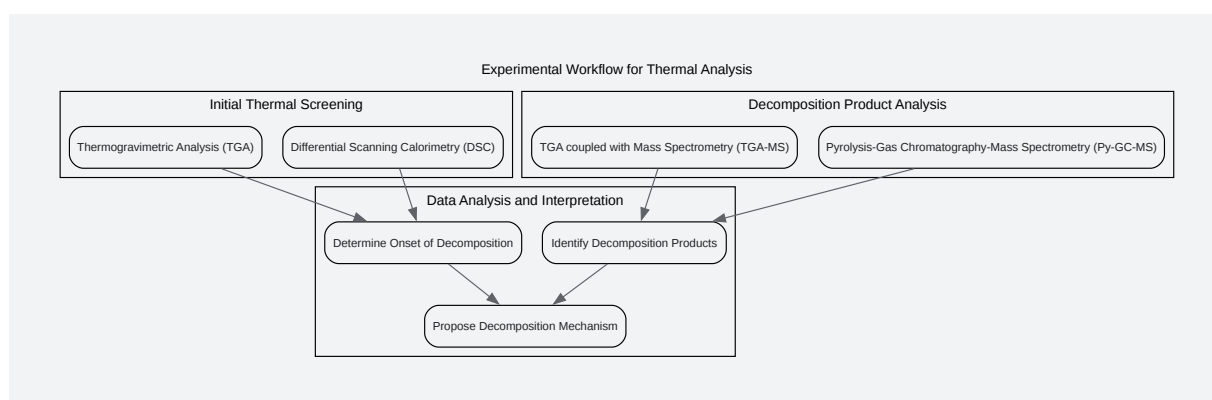 Experimental Workflow for Thermal Analysis
Initial Thermal Screening
Thermogravimetric Analysis (TGA)
Differential Scanning Calorimetry (DSC)
Decomposition Product Analysis
TGA coupled with Mass Spectrometry (TGA-MS)
Pyrolysis-Gas Chromatography-Mass Spectrometry (Py-GC-MS)
Data Analysis and Interpretation
Determine Onset of Decomposition
Identify Decomposition Products
Propose Decomposition Mechanism